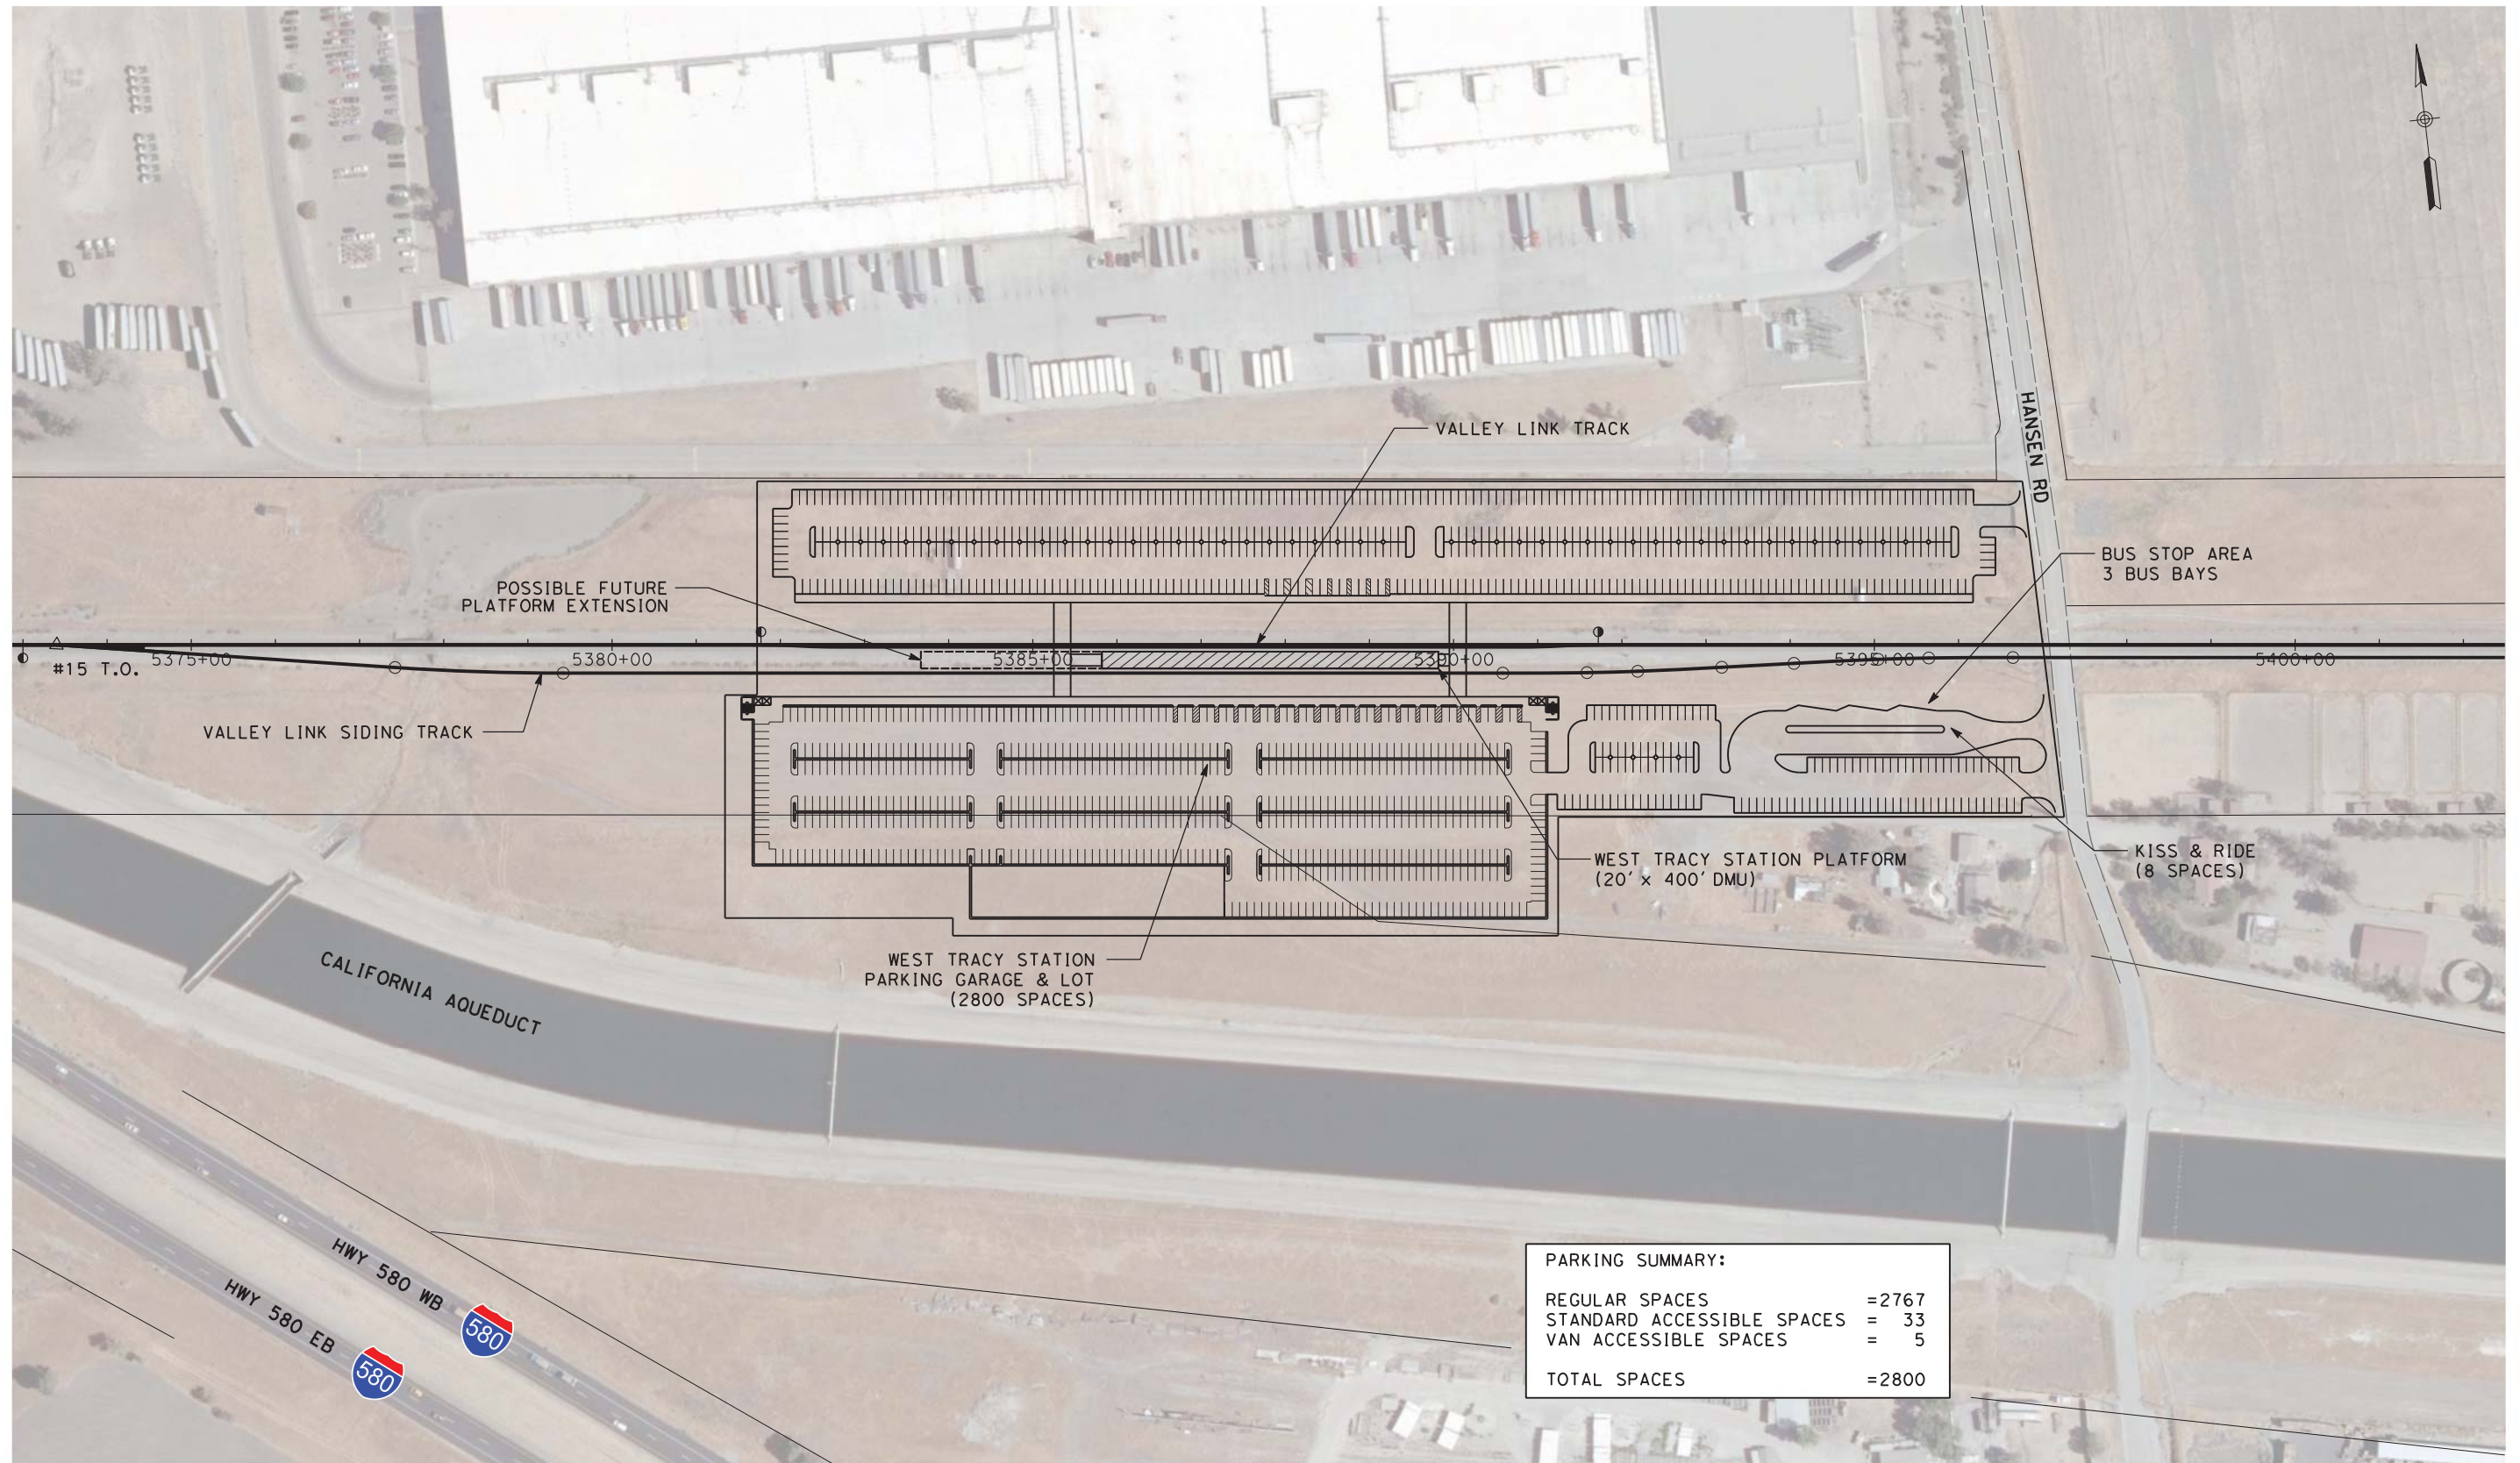 VALLEY LINK TRACK
HANSEN RD
BUS STOP AREA
3 BUS BAYS
POSSIBLE FUTURE
PLATFORM EXTENSION
5375+00
5380+00
5385+00
5390+00
5395+00
5400+00
#15 T.O.
VALLEY LINK SIDING TRACK
WEST TRACY STATION PLATFORM
(20' x 400' DMU)
KISS & RIDE
(8 SPACES)
WEST TRACY STATION
PARKING GARAGE & LOT
(2800 SPACES)
CALIFORNIA AQUEDUCT
HWY 580 WB
580
HWY 580 EB
580
PARKING SUMMARY:
REGULAR SPACES =2767
STANDARD ACCESSIBLE SPACES = 33
VAN ACCESSIBLE SPACES = 5
TOTAL SPACES =2800